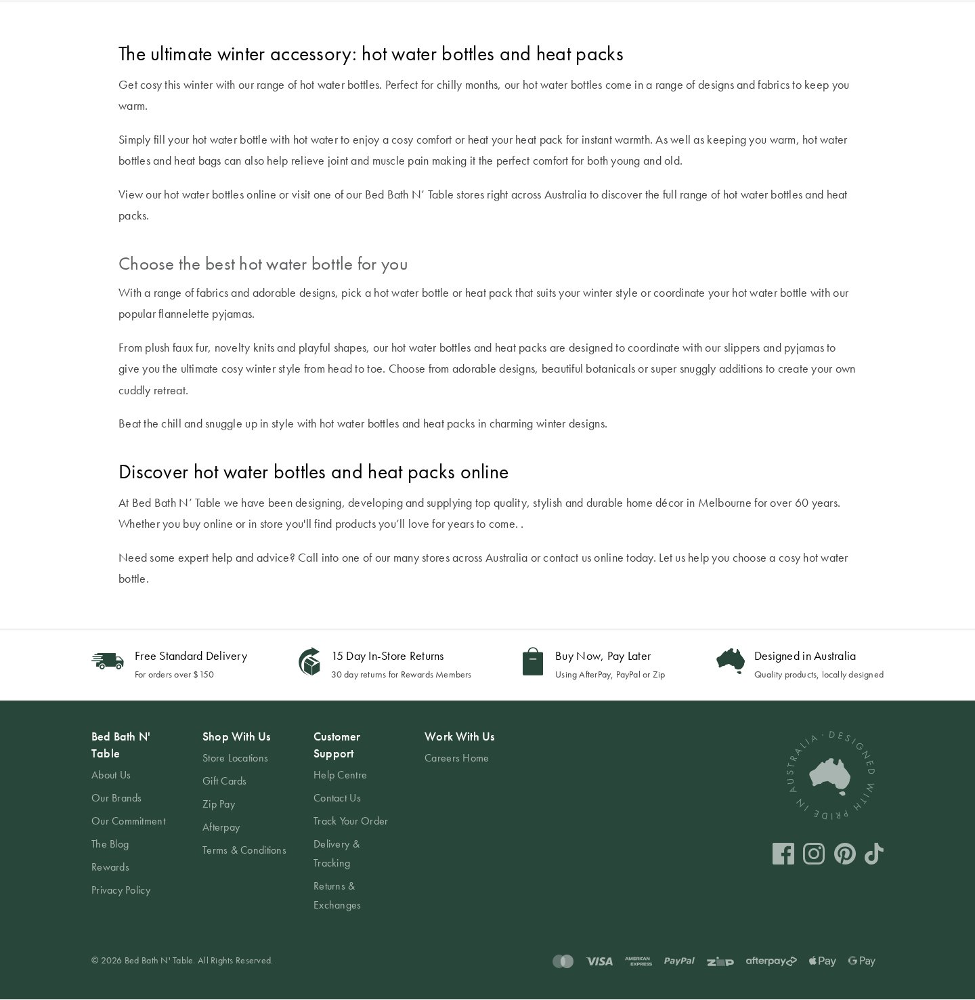 The ultimate winter accessory: hot water bottles and heat packs
Get cosy this winter with our range of hot water bottles. Perfect for chilly months, our hot water bottles come in a range of designs and fabrics to keep you
warm.
Simply fill your hot water bottle with hot water to enjoy a cosy comfort or heat your heat pack for instant warmth. As well as keeping you warm, hot water
bottles and heat bags can also help relieve joint and muscle pain making it the perfect comfort for both young and old.
View our hot water bottles online or visit one of our Bed Bath N’ Table stores right across Australia to discover the full range of hot water bottles and heat
packs.
Choose the best hot water bottle for you
With a range of fabrics and adorable designs, pick a hot water bottle or heat pack that suits your winter style or coordinate your hot water bottle with our
popular flannelette pyjamas.
From plush faux fur, novelty knits and playful shapes, our hot water bottles and heat packs are designed to coordinate with our slippers and pyjamas to
give you the ultimate cosy winter style from head to toe. Choose from adorable designs, beautiful botanicals or super snuggly additions to create your own
cuddly retreat.
Beat the chill and snuggle up in style with hot water bottles and heat packs in charming winter designs.
Discover hot water bottles and heat packs online
At Bed Bath N’ Table we have been designing, developing and supplying top quality, stylish and durable home décor in Melbourne for over 60 years.
Whether you buy online or in store you'll find products you’ll love for years to come. .
Need some expert help and advice? Call into one of our many stores across Australia or contact us online today. Let us help you choose a cosy hot water
bottle.
Free Standard Delivery
For orders over $150
15 Day In-Store Returns
30 day returns for Rewards Members
Buy Now, Pay Later
Using AfterPay, PayPal or Zip
Designed in Australia
Quality products, locally designed
Bed Bath N'
Table
About Us
Our Brands
Our Commitment
The Blog
Rewards
Privacy Policy
Shop With Us
Store Locations
Gift Cards
Zip Pay
Afterpay
Terms & Conditions
Customer
Support
Help Centre
Contact Us
Track Your Order
Delivery &
Tracking
Returns &
Exchanges
Work With Us
Careers Home
· DESIGNED WITH PRIDE IN AUSTRALIA
© 2026 Bed Bath N' Table. All Rights Reserved.
VISA
AMERICAN
EXPRESS
PayPal
zip
afterpay
Pay
G Pay